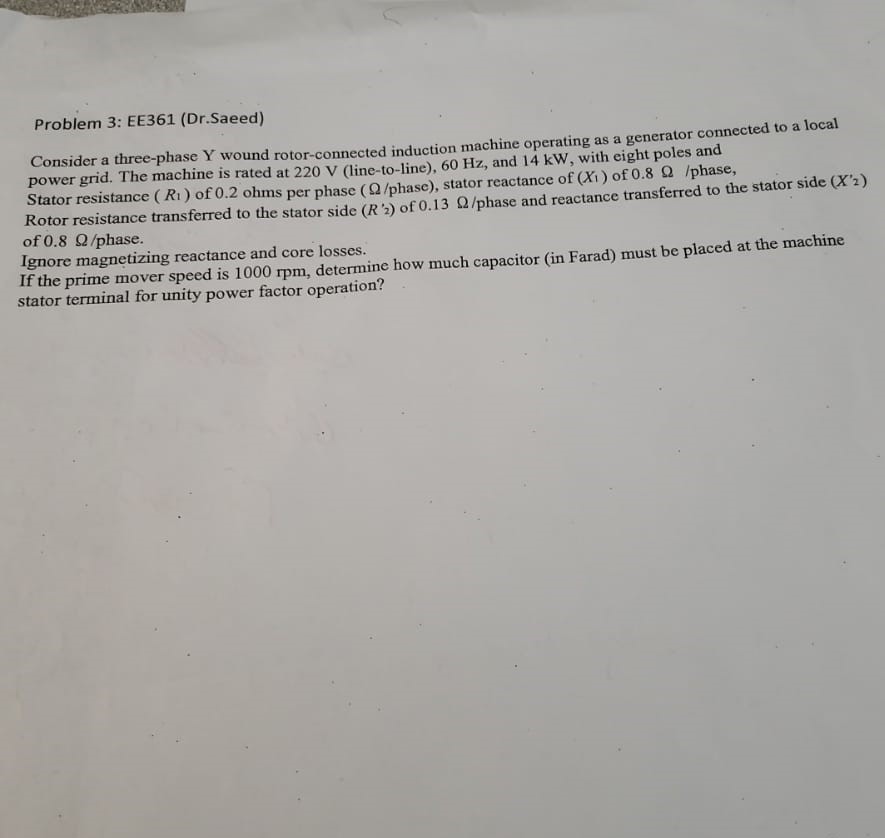 Problem 3: EE361 (Dr.Saeed)
Consider a three-phase Y wound rotor-connected induction machine operating as a generator connected to a local
power grid. The machine is rated at 220 V (line-to-line), 60 Hz, and 14 kW, with eight poles and
Stator resistance ( R₁ ) of 0.2 ohms per phase ( Ω /phase), stator reactance of (X₁ ) of 0.8 Ω /phase,
Rotor resistance transferred to the stator side (R '₂) of 0.13 Ω /phase and reactance transferred to the stator side (X'₂)
of 0.8 Ω /phase.
Ignore magnetizing reactance and core losses.
If the prime mover speed is 1000 rpm, determine how much capacitor (in Farad) must be placed at the machine
stator terminal for unity power factor operation?